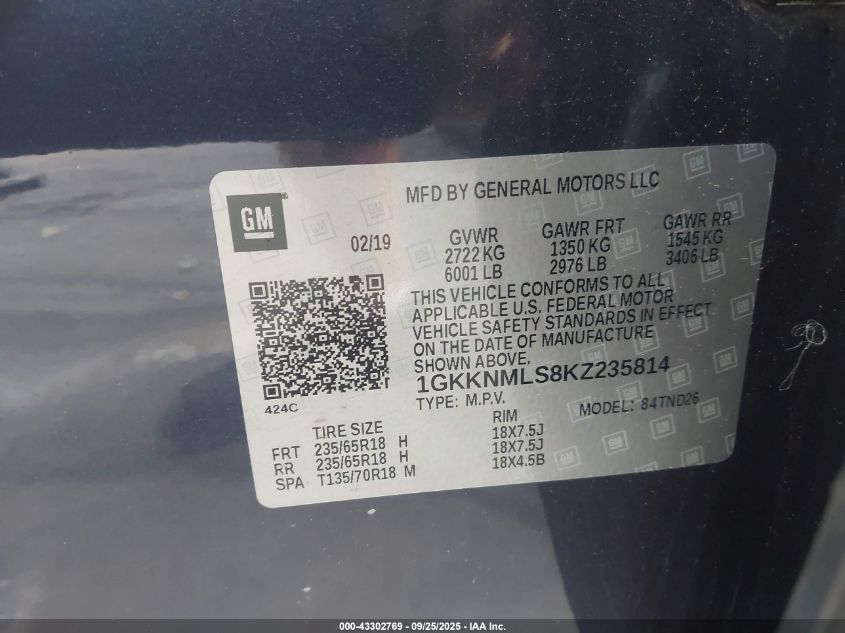 MFD BY GENERAL MOTORS LLC
GM
®
02/19
GVWR GAWR FRT GAWR RR
2722 KG 1350 KG 1545 KG
6001 LB 2976 LB 3406 LB
THIS VEHICLE CONFORMS TO ALL
APPLICABLE U.S. FEDERAL MOTOR
VEHICLE SAFETY STANDARDS IN EFFECT
ON THE DATE OF MANUFACTURE
SHOWN ABOVE.
1GKKNMLS8KZ235814
424C
TYPE: M.P.V. MODEL: 84TND26
TIRE SIZE RIM
FRT 235/65R18 H 18X7.5J
RR 235/65R18 H 18X7.5J
SPA T135/70R18 M 18X4.5B
000-43302769 - 09/25/2025 - IAA Inc.